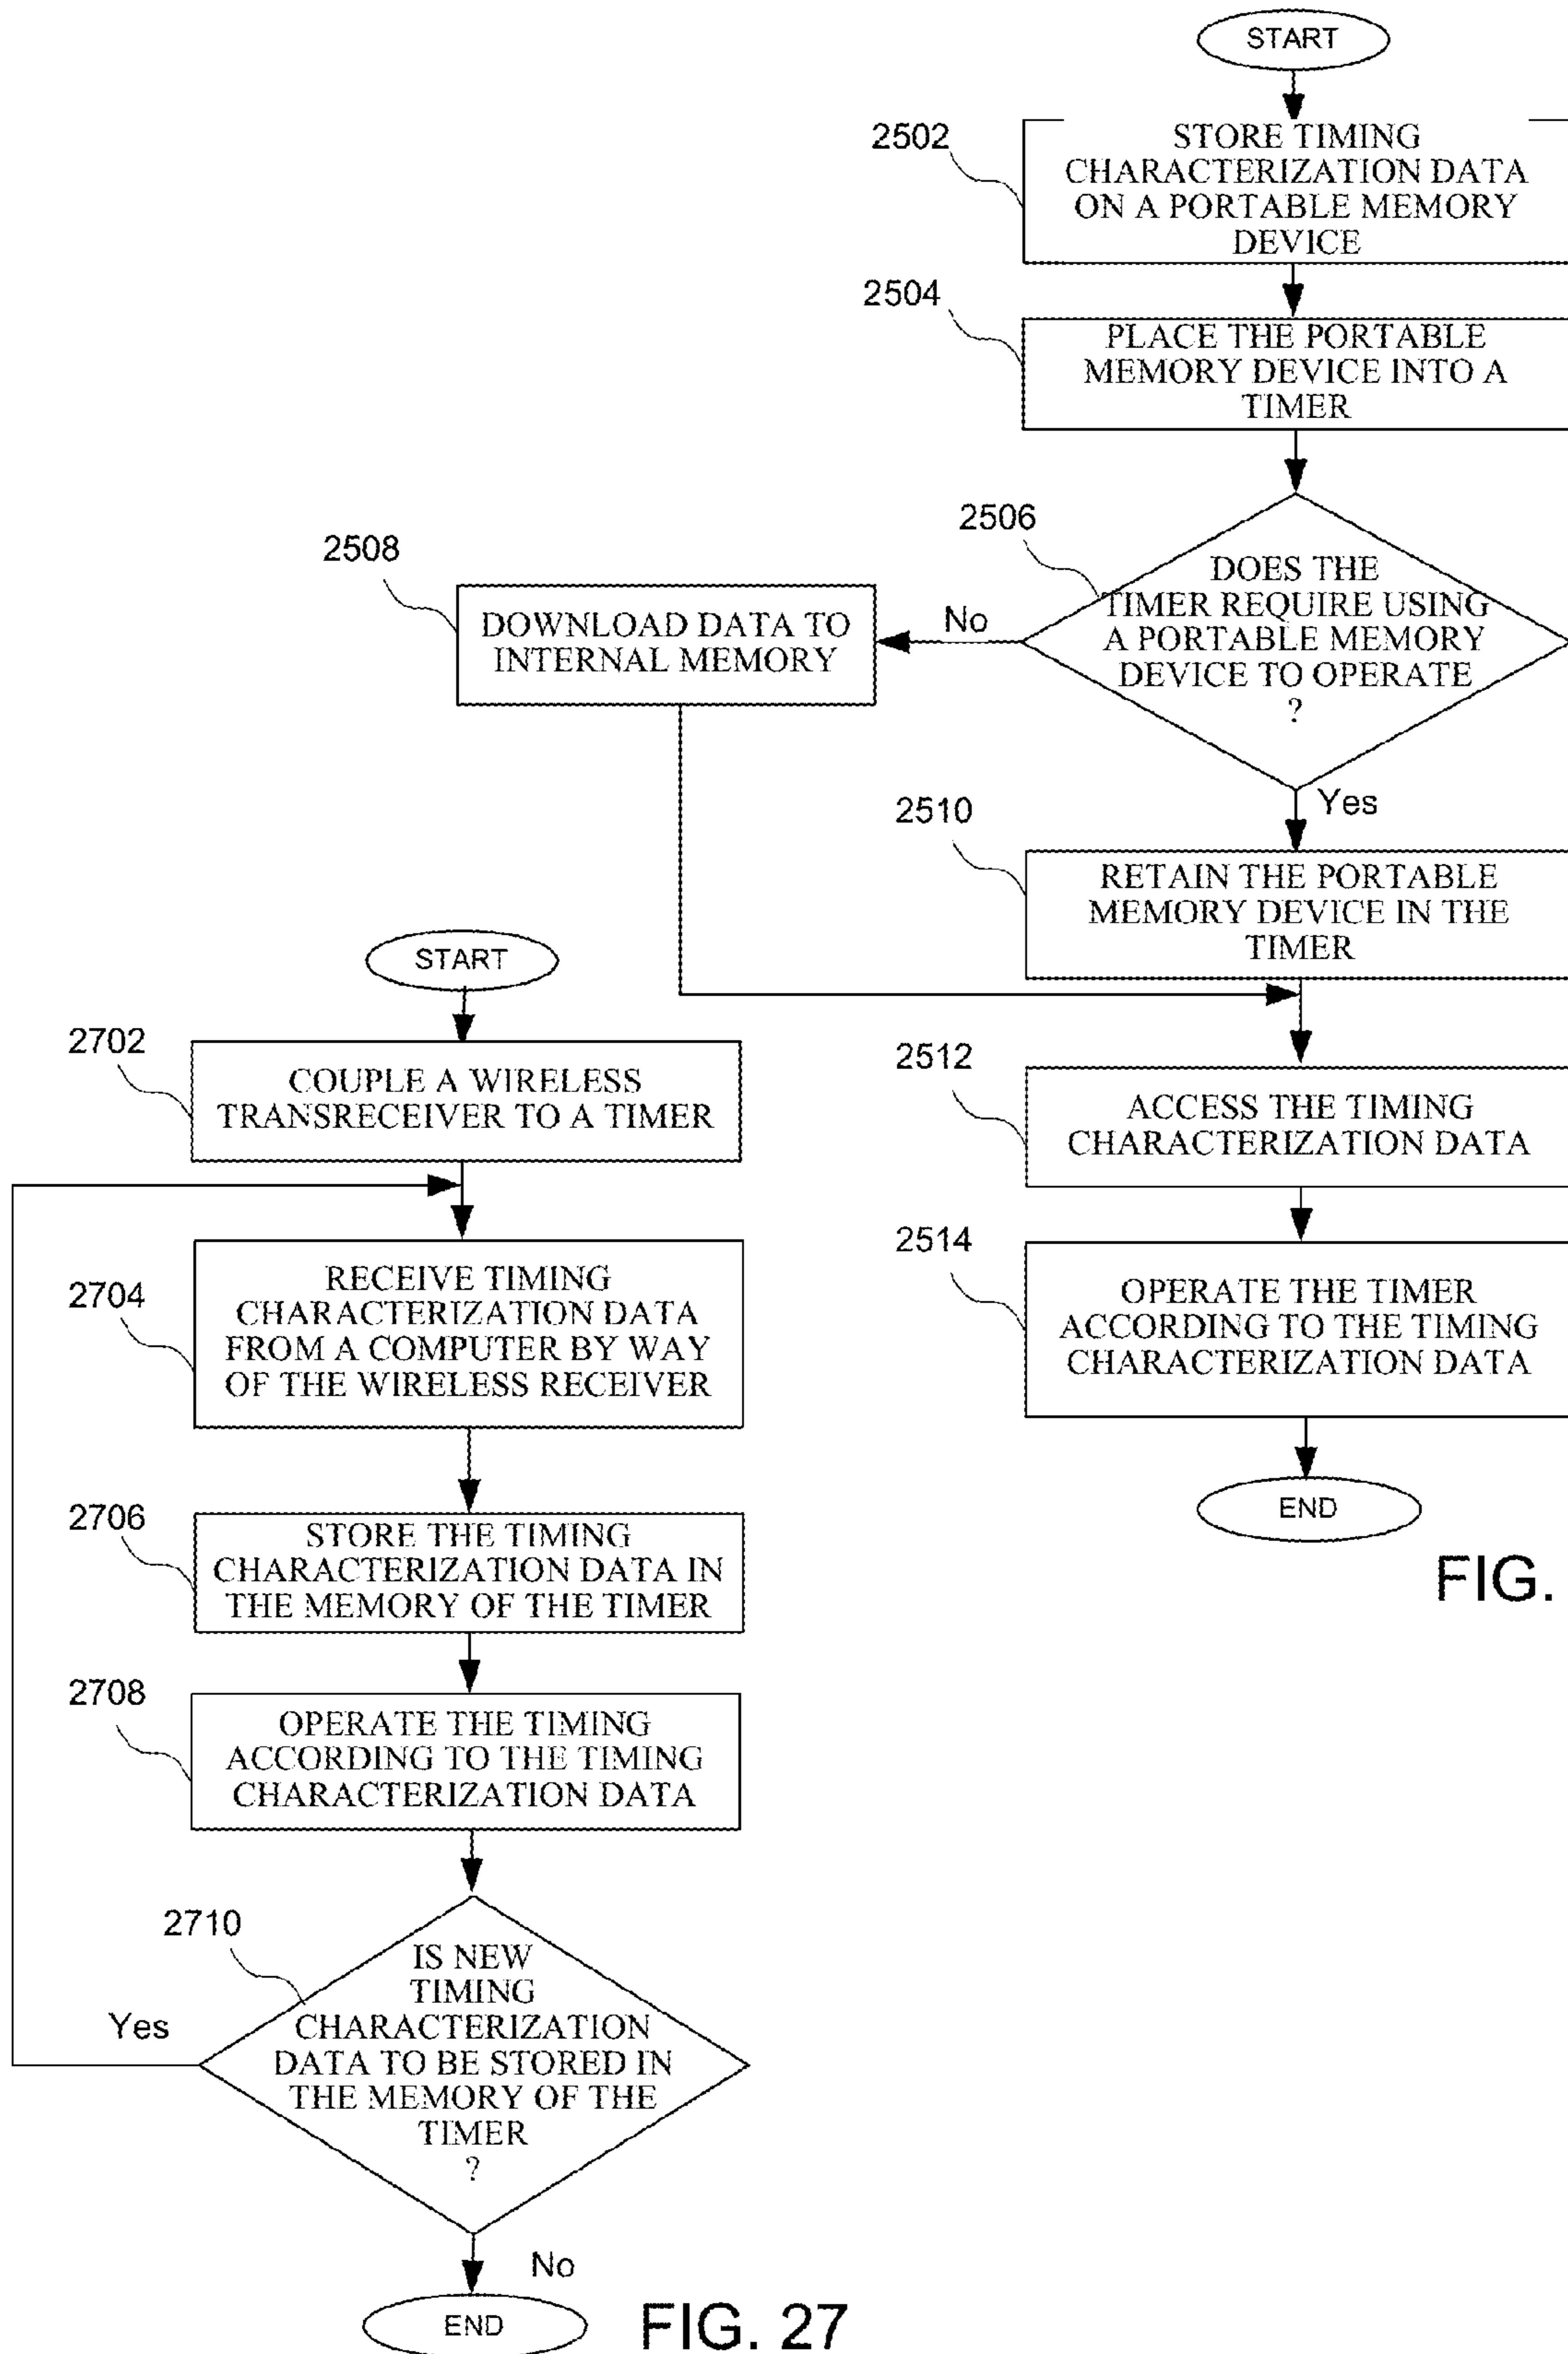 START
2502
STORE TIMING
CHARACTERIZATION DATA
ON A PORTABLE MEMORY
DEVICE
2504
PLACE THE PORTABLE
MEMORY DEVICE INTO A
TIMER
2506
DOES THE
TIMER REQUIRE USING
A PORTABLE MEMORY
DEVICE TO OPERATE
?
No
2508
DOWNLOAD DATA TO
INTERNAL MEMORY
Yes
2510
RETAIN THE PORTABLE
MEMORY DEVICE IN THE
TIMER
2512
ACCESS THE TIMING
CHARACTERIZATION DATA
2514
OPERATE THE TIMER
ACCORDING TO THE TIMING
CHARACTERIZATION DATA
END
FIG.
START
2702
COUPLE A WIRELESS
TRANSRECEIVER TO A TIMER
2704
RECEIVE TIMING
CHARACTERIZATION DATA
FROM A COMPUTER BY WAY
OF THE WIRELESS RECEIVER
2706
STORE THE TIMING
CHARACTERIZATION DATA IN
THE MEMORY OF THE TIMER
2708
OPERATE THE TIMING
ACCORDING TO THE TIMING
CHARACTERIZATION DATA
2710
IS NEW
TIMING
CHARACTERIZATION
DATA TO BE STORED IN
THE MEMORY OF THE
TIMER
?
Yes
No
END
FIG. 27